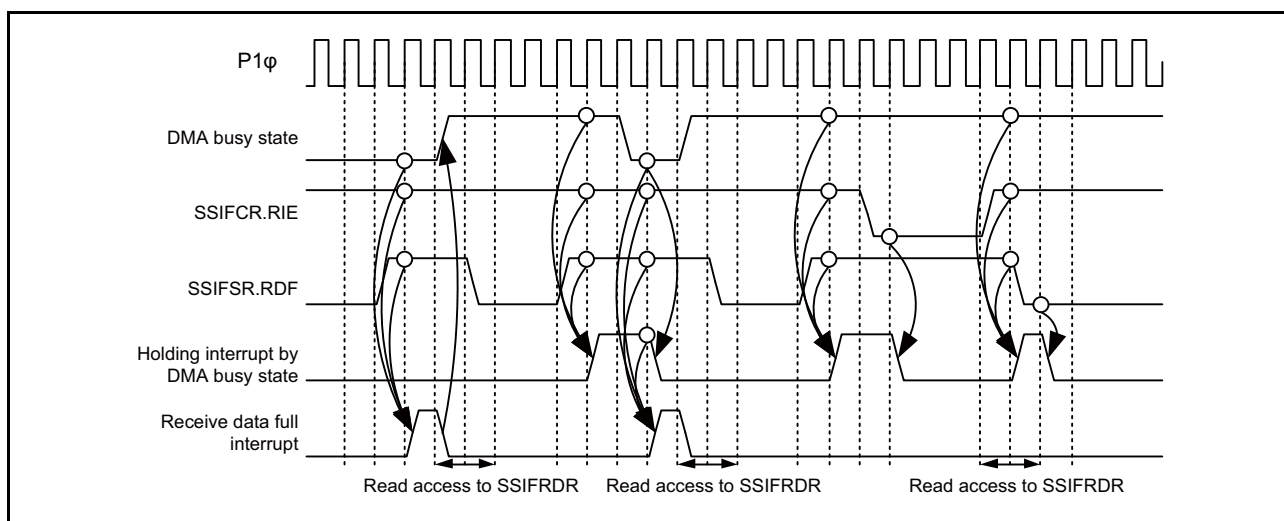 P1φ
DMA busy state
SSIFCR.RIE
SSIFSR.RDF
Holding interrupt by
DMA busy state
Receive data full
interrupt
Read access to SSIFRDR
Read access to SSIFRDR
Read access to SSIFRDR